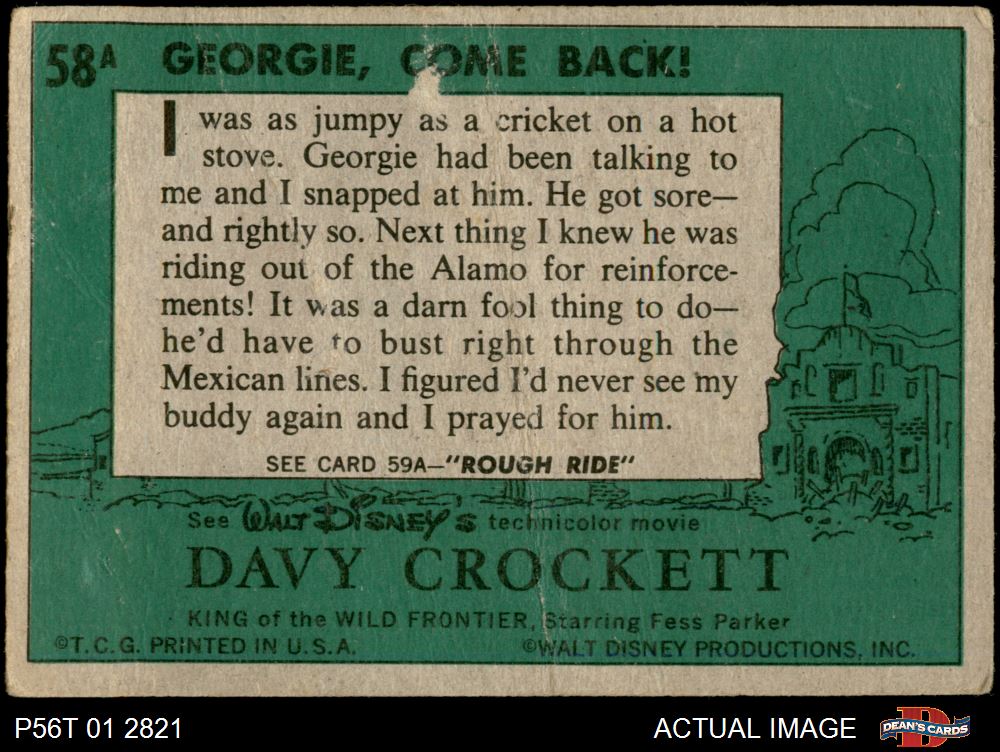 58A GEORGIE, COME BACK!
I was as jumpy as a cricket on a hot
stove. Georgie had been talking to
me and I snapped at him. He got sore—
and rightly so. Next thing I knew he was
riding out of the Alamo for reinforce-
ments! It was a darn fool thing to do—
he'd have to bust right through the
Mexican lines. I figured I'd never see my
buddy again and I prayed for him.
SEE CARD 59A—"ROUGH RIDE"
See WALT DISNEY'S technicolor movie
DAVY CROCKETT
KING of the WILD FRONTIER, Starring Fess Parker
©T.C.G. PRINTED IN U.S.A. ©WALT DISNEY PRODUCTIONS, INC.
P56T 01 2821 ACTUAL IMAGE DEAN'S CARDS